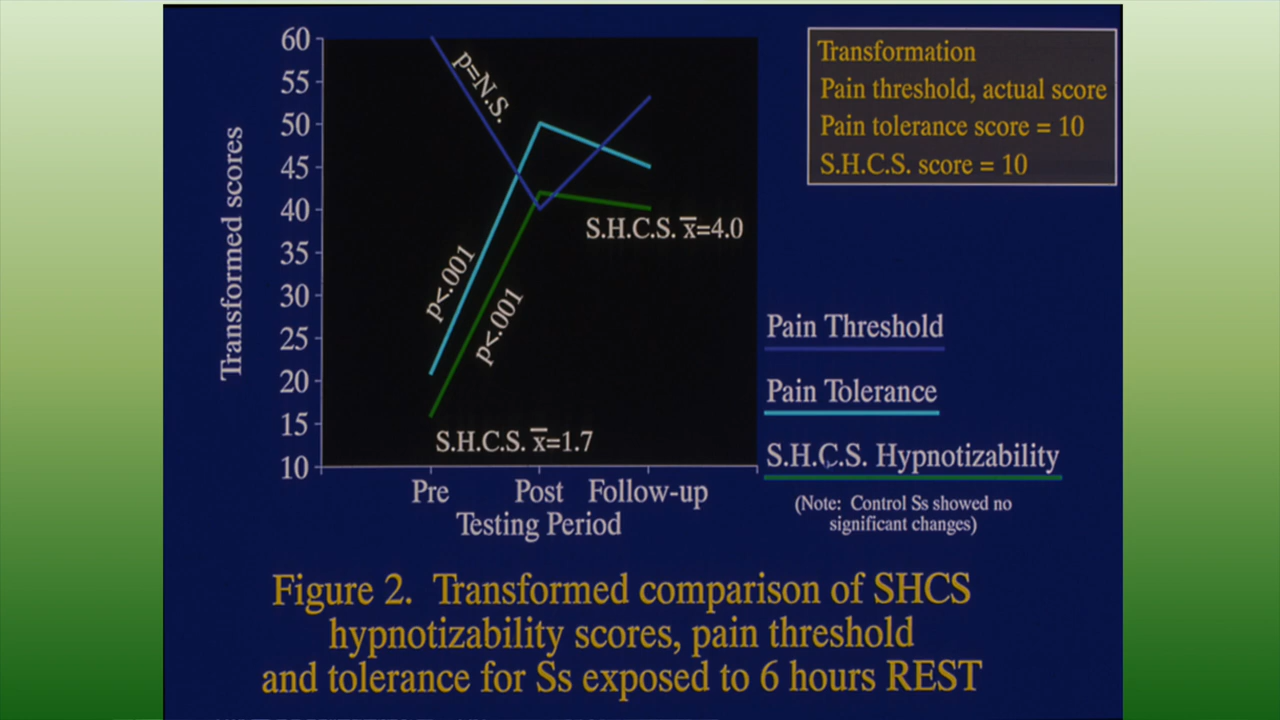 60
55
50
45
40
35
30
25
20
15
10
Transformed scores
p=N.S.
p<.001
p<.001
S.H.C.S. x̅=4.0
S.H.C.S. x̅=1.7
Pre Post Follow-up
Testing Period
Transformation
Pain threshold, actual score
Pain tolerance score = 10
S.H.C.S. score = 10
Pain Threshold
Pain Tolerance
S.H.C.S. Hypnotizability
(Note: Control Ss showed no
significant changes)
Figure 2. Transformed comparison of SHCS
hypnotizability scores, pain threshold
and tolerance for Ss exposed to 6 hours REST